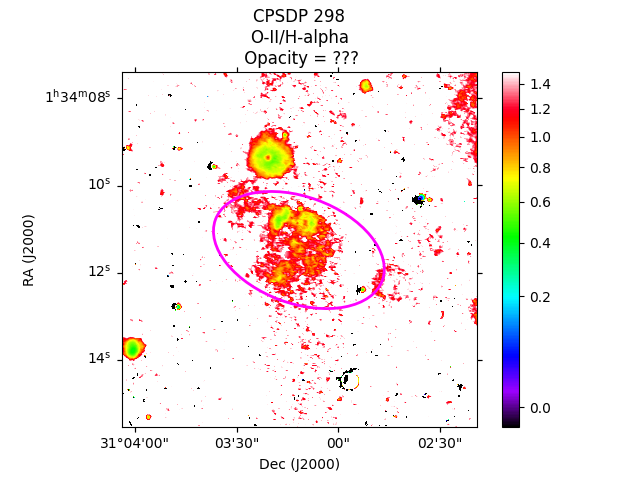 CPSDP 298
O-II/H-alpha
Opacity = ???
1ʰ34ᵐ08ˢ
10ˢ
12ˢ
14ˢ
RA (J2000)
31°04'00" 03'30" 00" 02'30"
Dec (J2000)
1.4
1.2
1.0
0.8
0.6
0.4
0.2
0.0